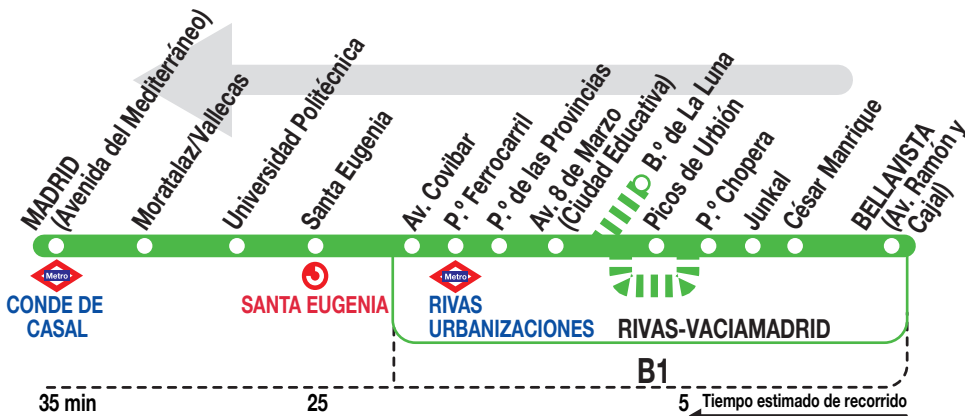 MADRID
(Avenida del Mediterráneo)
Moratalaz/Vallecas
Universidad Politécnica
Santa Eugenia
Av. Covibar
P.º Ferrocarril
P.º de las Provincias
Av. 8 de Marzo
(Ciudad Educativa)
B.º de La Luna
Picos de Urbión
P.º Chopera
Junkal
César Manrique
BELLAVISTA
(Av. Ramón y
Cajal)
Metro
CONDE DE
CASAL
SANTA EUGENIA
Metro
RIVAS
URBANIZACIONES
RIVAS-VACIAMADRID
B1
35 min
25
5
Tiempo estimado de recorrido